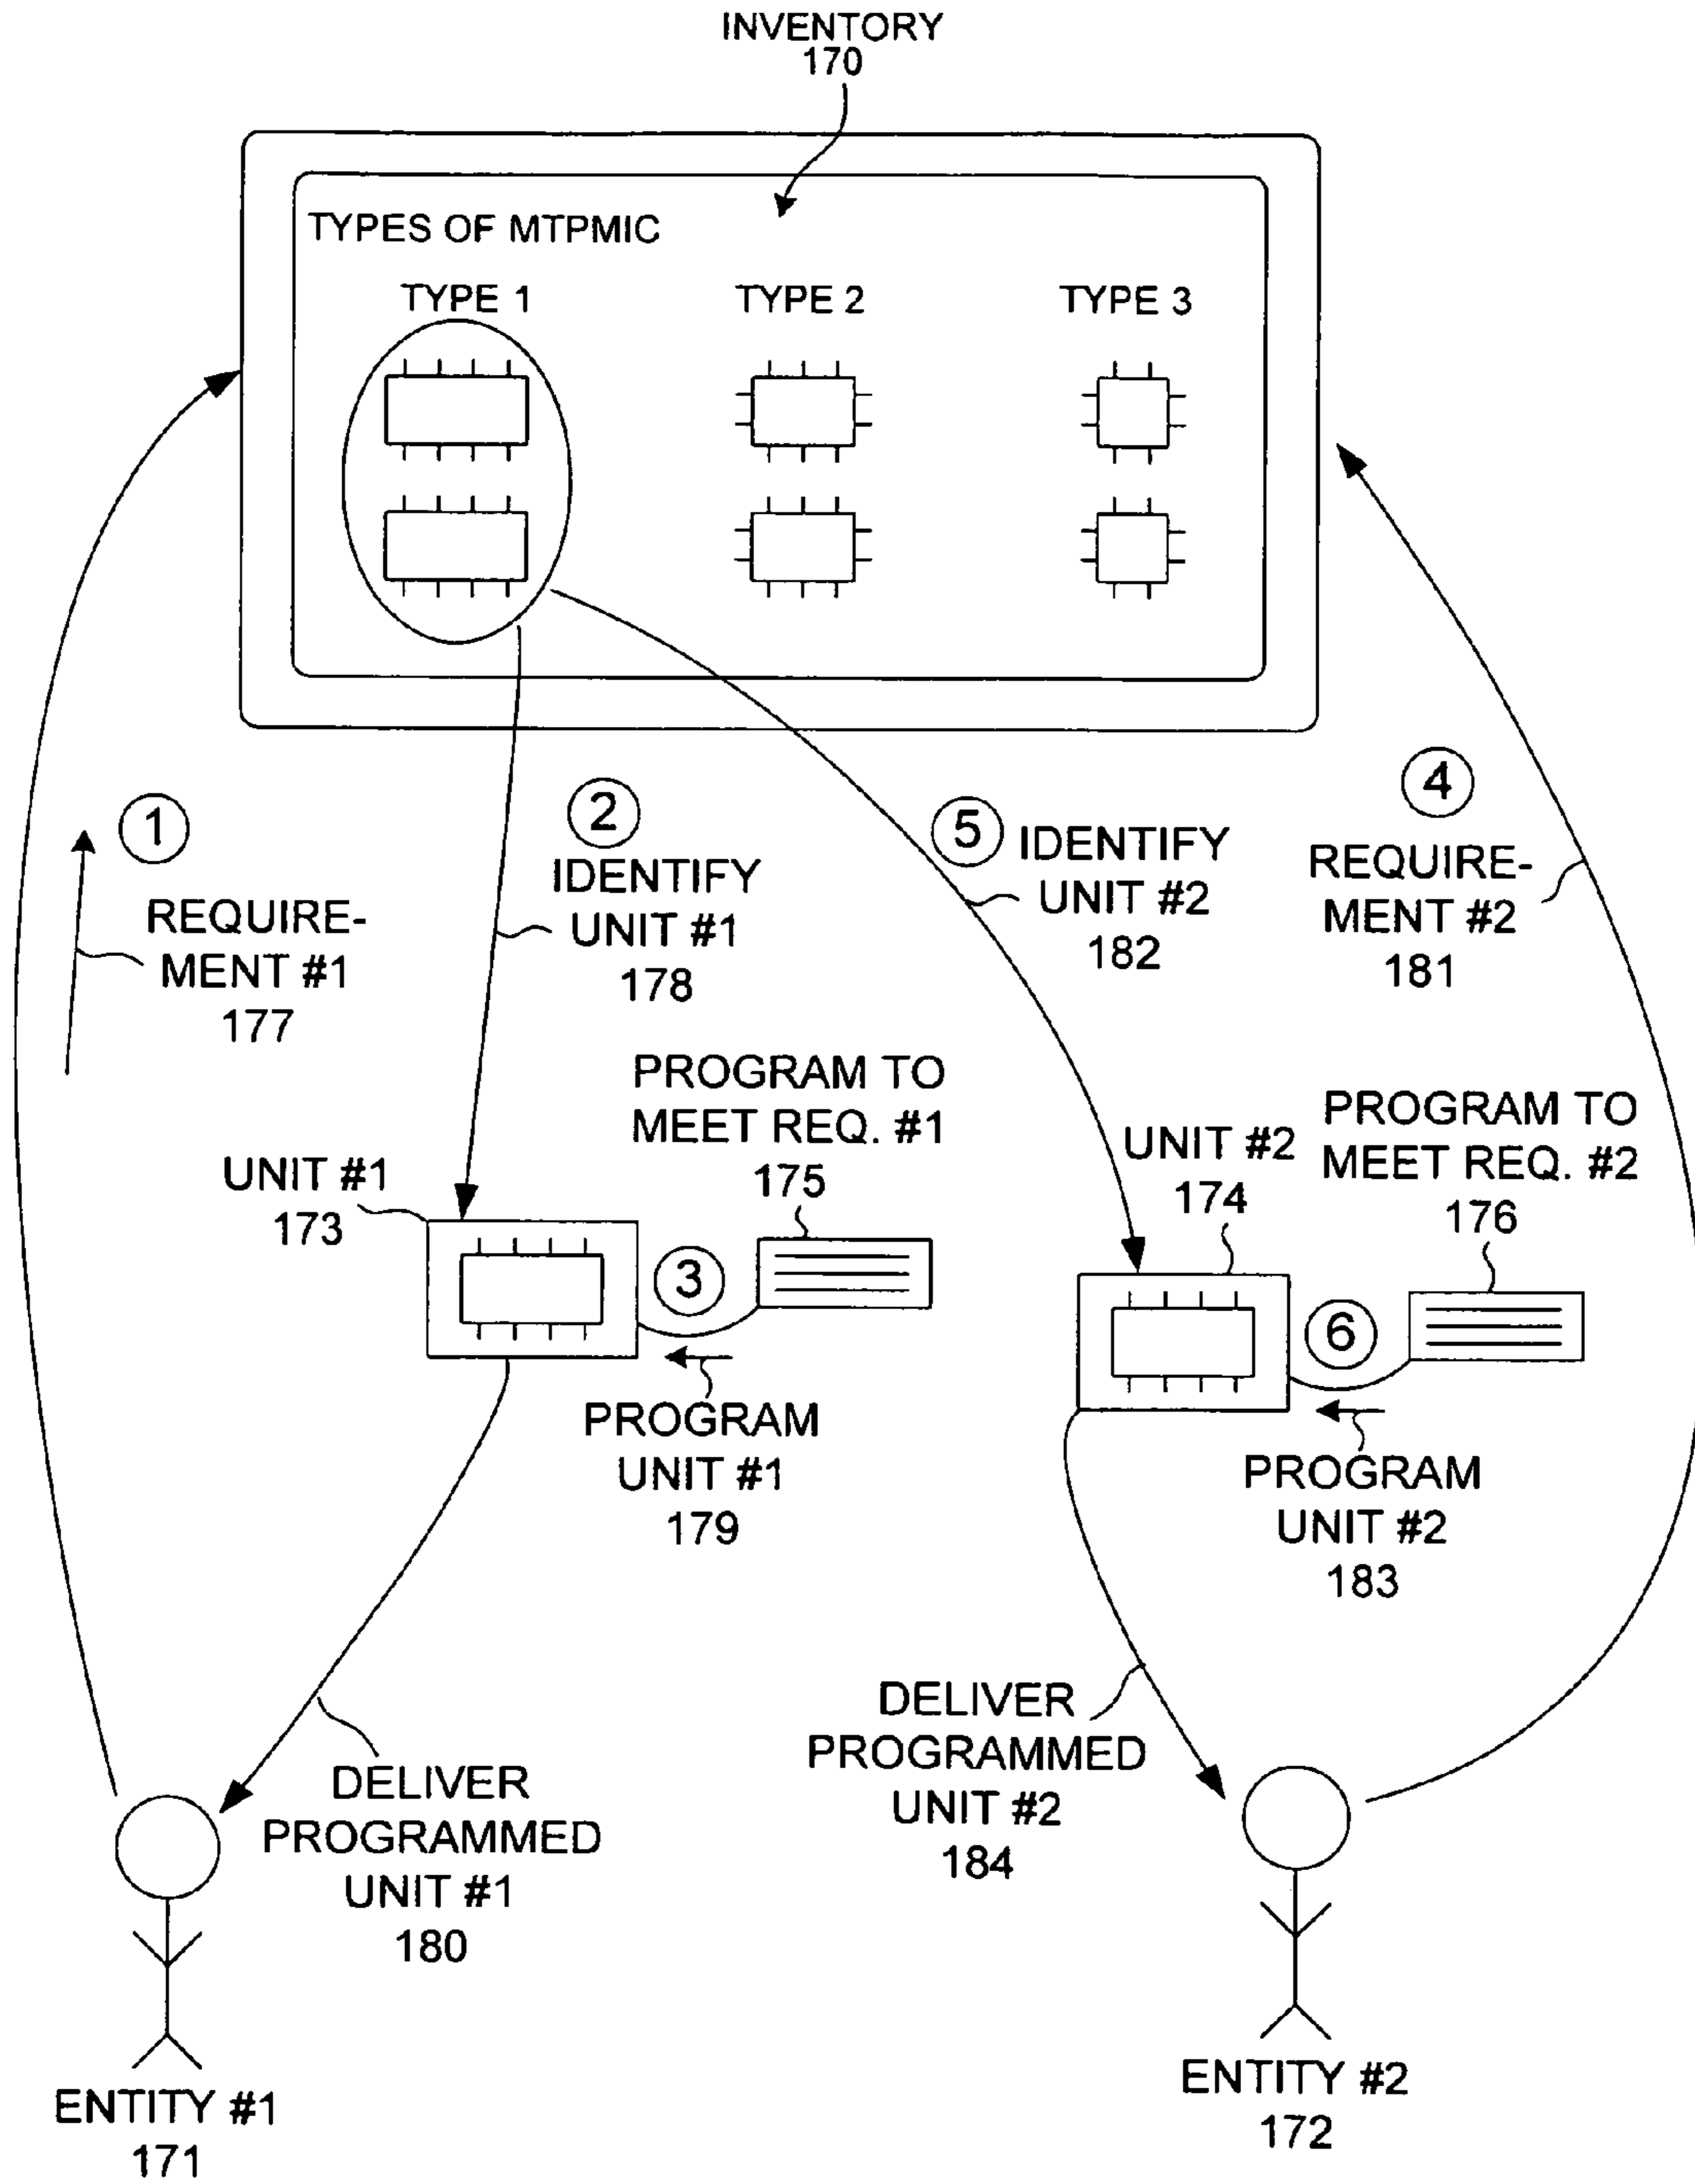 INVENTORY
170
TYPES OF MTPMIC
TYPE 1
TYPE 2
TYPE 3
1
REQUIRE-
MENT #1
177
2
IDENTIFY
UNIT #1
178
5
IDENTIFY
UNIT #2
182
4
REQUIRE-
MENT #2
181
PROGRAM TO
MEET REQ. #1
175
UNIT #1
173
3
PROGRAM
UNIT #1
179
UNIT #2
174
PROGRAM TO
MEET REQ. #2
176
6
PROGRAM
UNIT #2
183
DELIVER
PROGRAMMED
UNIT #1
180
DELIVER
PROGRAMMED
UNIT #2
184
ENTITY #1
171
ENTITY #2
172